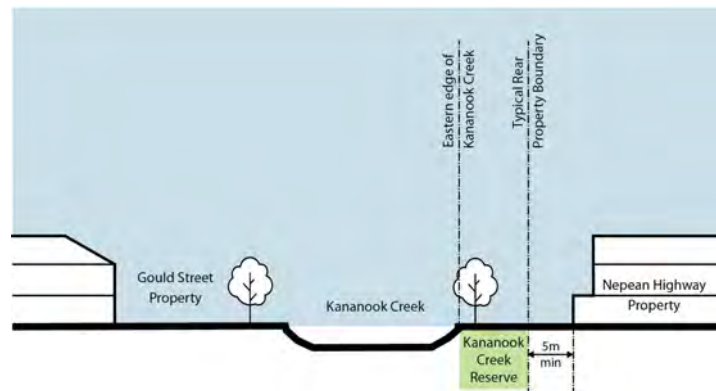 Eastern edge of
Kananook Creek
Typical Rear
Property Boundary
Gould Street
Property
Kananook Creek
Nepean Highway
Property
Kananook
Creek
Reserve
5m
min